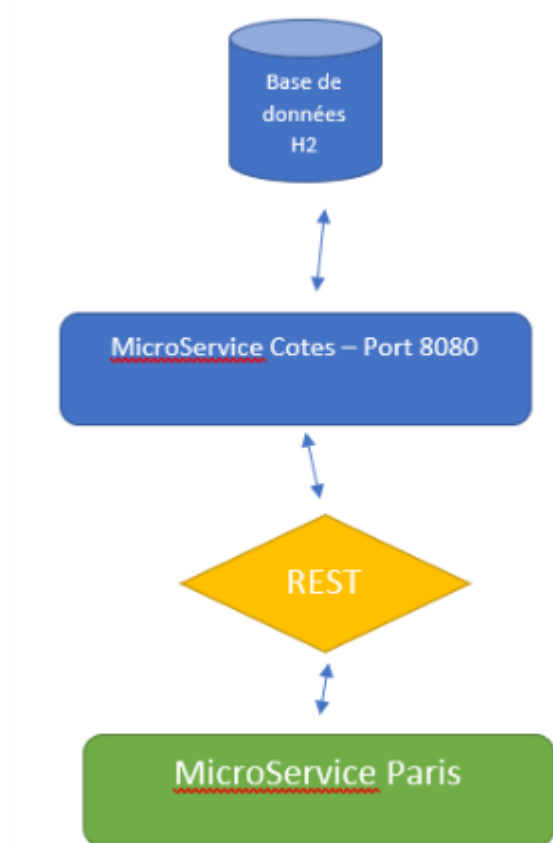 Base de
données
H2
MicroService Cotes – Port 8080
REST
MicroService Paris